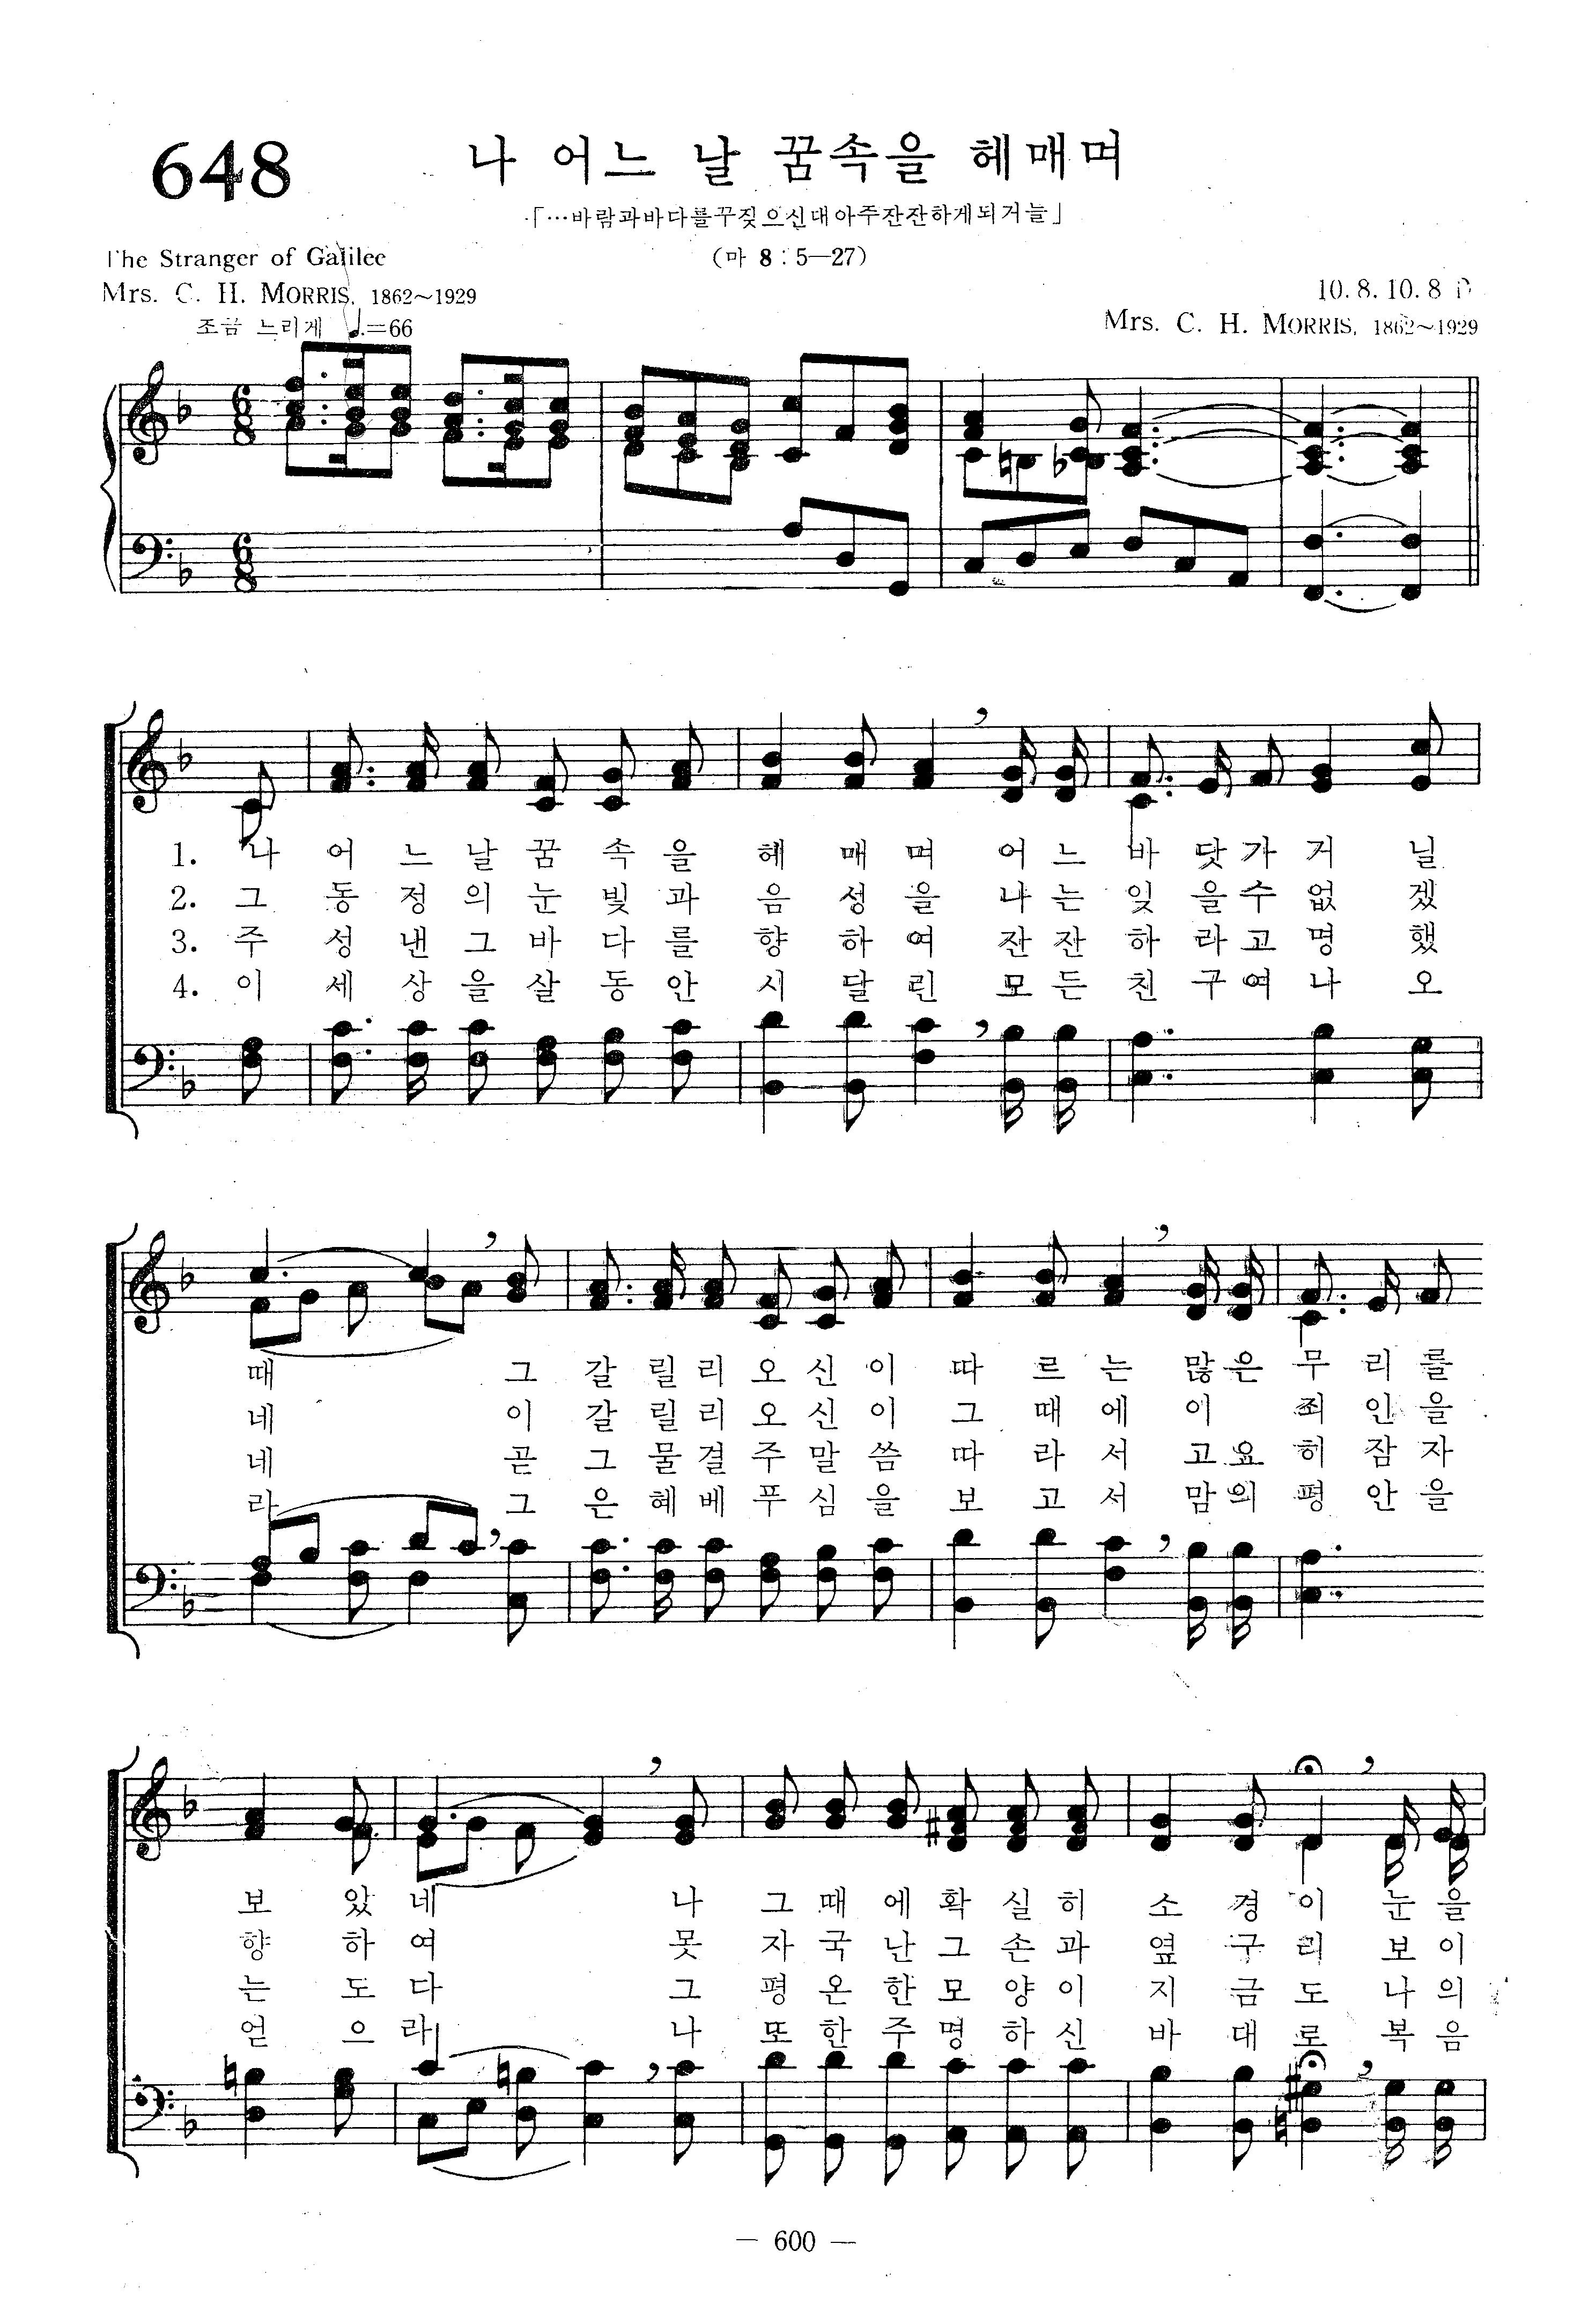 648
나 어느 날 꿈속을 헤매며
「…바람과바다를꾸짖으신대아주잔잔하게되거늘」
The Stranger of Galilee
(마 8 : 5—27)
Mrs. C. H. MORRIS, 1862~1929
10. 8. 10. 8 D
조금 느리게 ♩.=66
Mrs. C. H. MORRIS, 1862~1929
1. 나 어 느 날 꿈 속 을 헤 매 며 어 느 바 닷 가 거 닐
2. 그 동 정 의 눈 빛 과 음 성 을 나 는 잊 을 수 없 겠
3. 주 성 낸 그 바 다 를 향 하 여 잔 잔 하 라 고 명 했
4. 이 세 상 을 살 동 안 시 달 린 모 든 친 구 여 나 오
때 그 갈 릴 리 오 신 이 따 르 는 많 은 무 리 를
네 이 갈 릴 리 오 신 이 그 때 에 이 죄 인 을
네 곧 그 물 결 주 말 씀 따 라 서 고 요 히 잠 자
라 그 은 혜 베 푸 심 을 보 고 서 맘 의 평 안 을
보 았 네 나 그 때 에 확 실 히 소 경 이 눈 을
향 하 여 못 자 국 난 그 손 과 옆 구 리 보 이
는 도 다 그 평 온 한 모 양 이 지 금 도 나 의
얻 으 라 나 또 한 주 명 하 신 바 대 로 복 음
— 600 —